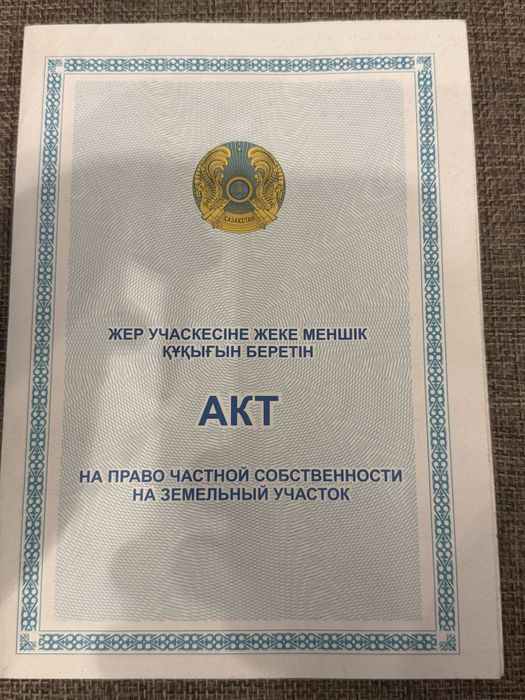 ҚАЗАҚСТАН
ЖЕР УЧАСКЕСІНЕ ЖЕКЕ МЕНШІК
ҚҰҚЫҒЫН БЕРЕТІН
АКТ
НА ПРАВО ЧАСТНОЙ СОБСТВЕННОСТИ
НА ЗЕМЕЛЬНЫЙ УЧАСТОК